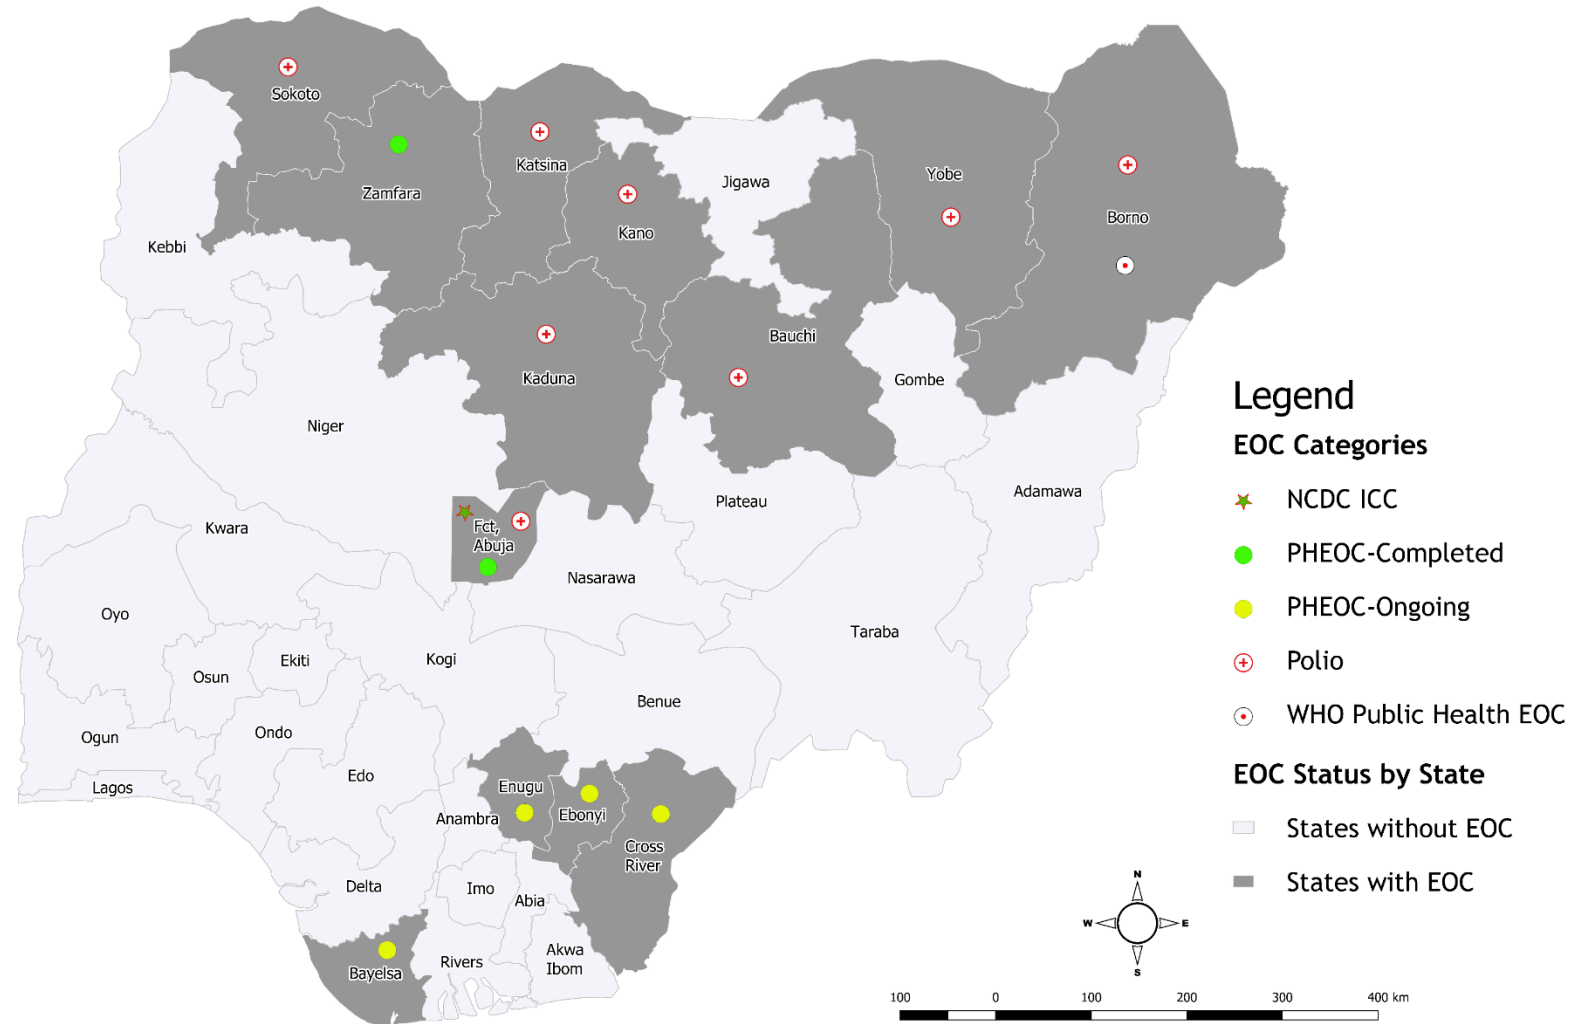 Sokoto
Zamfara
Katsina
Kano
Jigawa
Yobe
Borno
Kebbi
Kaduna
Bauchi
Gombe
Niger
Adamawa
Plateau
Fct,
Abuja
Kwara
Nasarawa
Oyo
Taraba
Osun
Ekiti
Kogi
Benue
Ogun
Ondo
Lagos
Edo
Enugu
Anambra
Ebonyi
Cross
River
Delta
Imo
Abia
Bayelsa
Rivers
Akwa
Ibom
Legend
EOC Categories
NCDC ICC
PHEOC-Completed
PHEOC-Ongoing
Polio
WHO Public Health EOC
EOC Status by State
States without EOC
States with EOC
N
W E
S
100 0 100 200 300 400 km